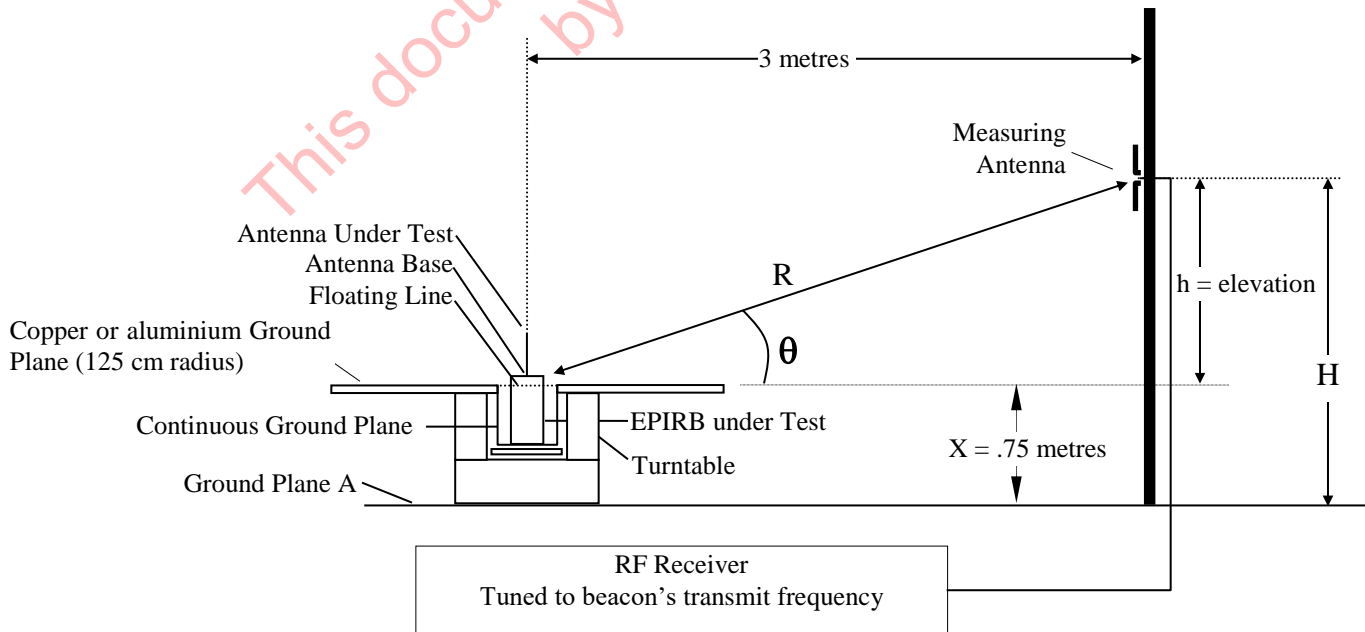 This docu
by
3 metres
Measuring
Antenna
Antenna Under Test
Antenna Base
Floating Line
R
h = elevation
Copper or aluminium Ground
Plane (125 cm radius)
θ
H
Continuous Ground Plane
EPIRB under Test
X = .75 metres
Turntable
Ground Plane A
RF Receiver
Tuned to beacon's transmit frequency